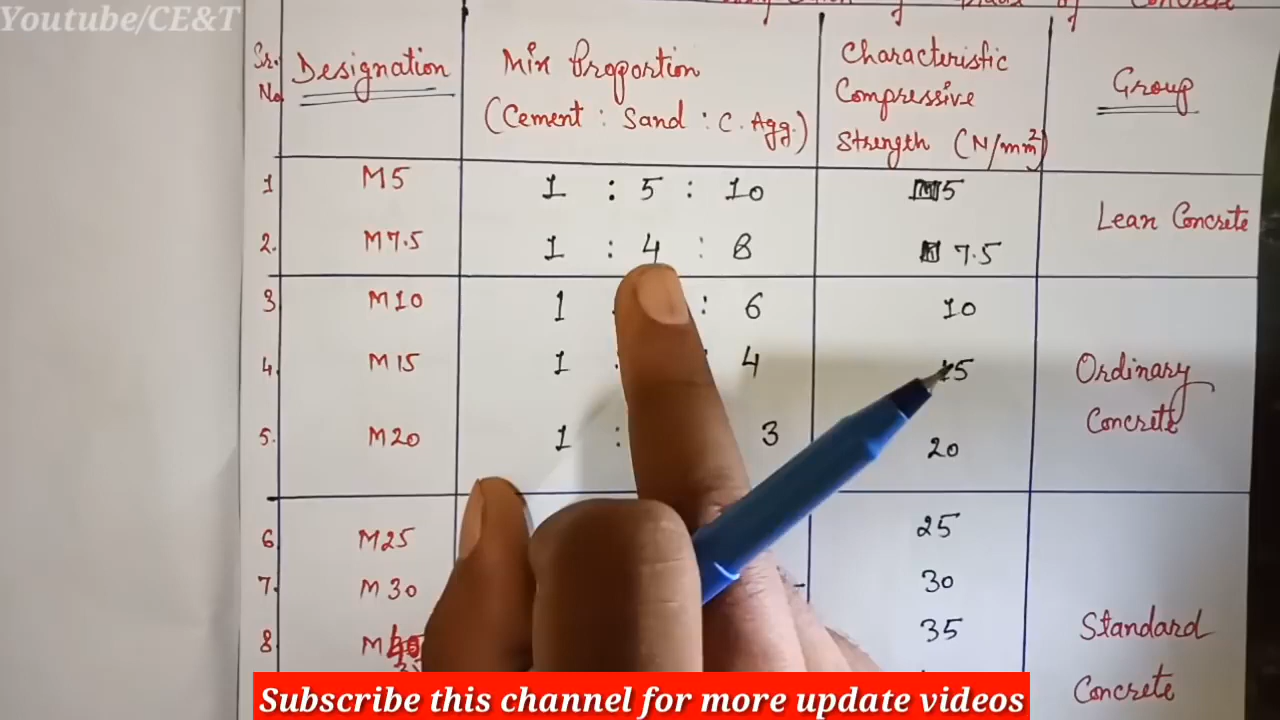 Youtube/CE&T
of Concrete
Sr. No. Designation Mix Proportion (Cement : Sand : C. Agg.) Characteristic Compressive Strength (N/mm²) Group
1 M5 1 : 5 : 10 5 Lean Concrete
2. M7.5 1 : 4 : 8 7.5
3 M10 1 : 6 10
4. M15 1 : 4 15 Ordinary Concrete
5. M20 1 : 3 20
6 M25 25
7. M30 30
8 M 35 Standard Concrete
Subscribe this channel for more update videos